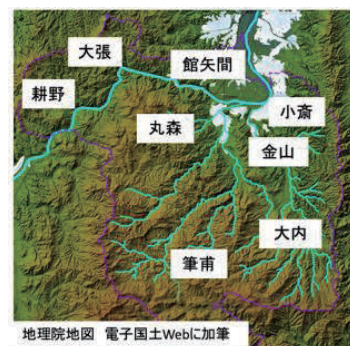 大張
館矢間
耕野
小斎
丸森
金山
大内
筆甫
地理院地図 電子国土Webに加筆